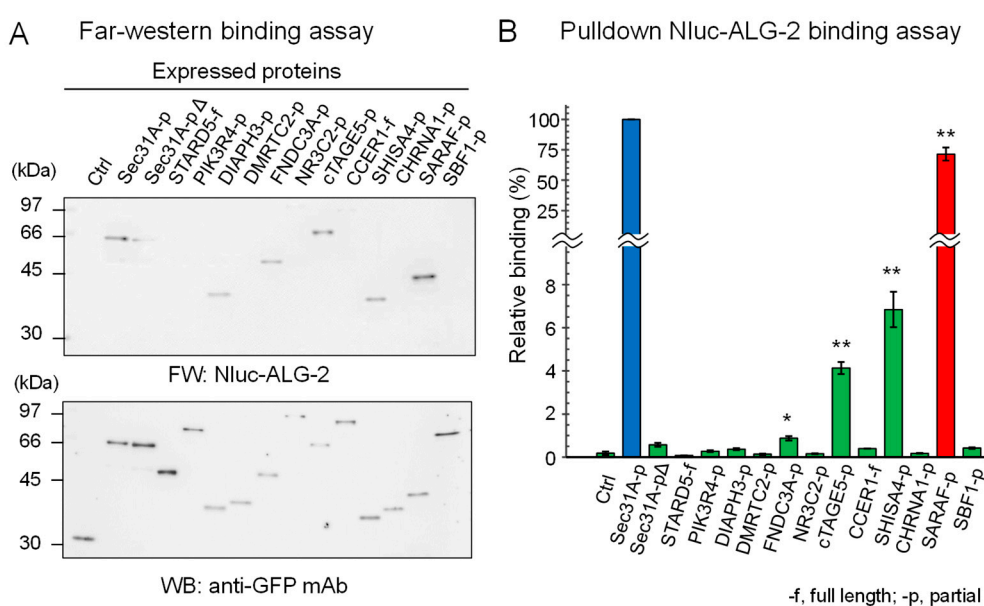 A
Far-western binding assay
Expressed proteins
(kDa)
Ctrl
Sec31A-p
Sec31A-p Δ
STARD5-f
PIK3R4-p
DIAPH3-p
DMRTC2-p
FNDC3A-p
NR3C2-p
cTAGE5-p
CCER1-f
SHISA4-p
CHRNA1-p
SARAF-p
SBF1-p
97
66
45
30
FW: Nluc-ALG-2
(kDa)
97
66
45
30
WB: anti-GFP mAb
B
Pulldown Nluc-ALG-2 binding assay
Relative binding (%)
100
75
50
25
8
6
4
2
0
*
**
**
**
Ctrl
Sec31A-p
Sec31A-pΔ
STARD5-f
PIK3R4-p
DIAPH3-p
DMRTC2-p
FNDC3A-p
NR3C2-p
cTAGE5-p
CCER1-f
SHISA4-p
CHRNA1-p
SARAF-p
SBF1-p
-f, full length; -p, partial